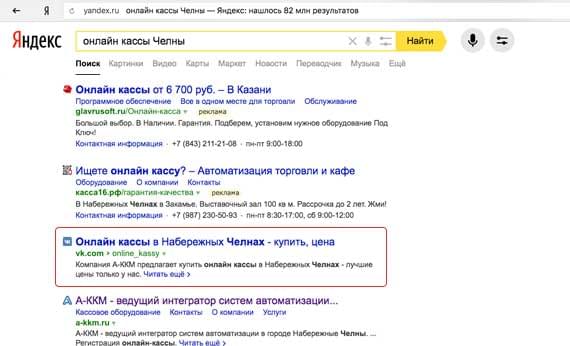 yandex.ru онлайн кассы Челны — Яндекс: нашлось 82 млн результатов
Яндекс онлайн кассы Челны Найти
Поиск Картинки Видео Карты Маркет Новости Переводчик Музыка Ещё
Онлайн кассы от 6 700 руб. – В Казани
Программное обеспечение Все в одном месте для торговли Обслуживание
glavrusoft.ru/Онлайн-касса реклама
Большой выбор. В Наличии. Гарантия. Подберем, установим нужное оборудование Под
Ключ!
Контактная информация · +7 (843) 211-21-08 · пн-пт 9:00-18:00
Ищете онлайн кассу? – Автоматизация торговли и кафе
Оборудование О компании Контакты
касса16.рф/гарантия-качества реклама
В Набережных Челнах и Закамье. Выставочный зал 100 кв м. Рассрочка до 2 лет. Жми!
Контактная информация · +7 (987) 230-50-93 · пн-пт 8:30-17:00, сб 9:00-12:00
Онлайн кассы в Набережных Челнах - купить, цена
vk.com › online_kassy
Компания А-ККМ предлагает купить онлайн кассы в Набережных Челнах - лучшие
цены только у нас. Читать ещё ›
А-ККМ - ведущий интегратор систем автоматизации...
Кассовое оборудование Контакты О компании Услуги
a-kkm.ru
А-ККМ - ведущий интегратор систем автоматизации в городе Набережные Челны. ...
Регистрация онлайн-кассы. Читать ещё ›